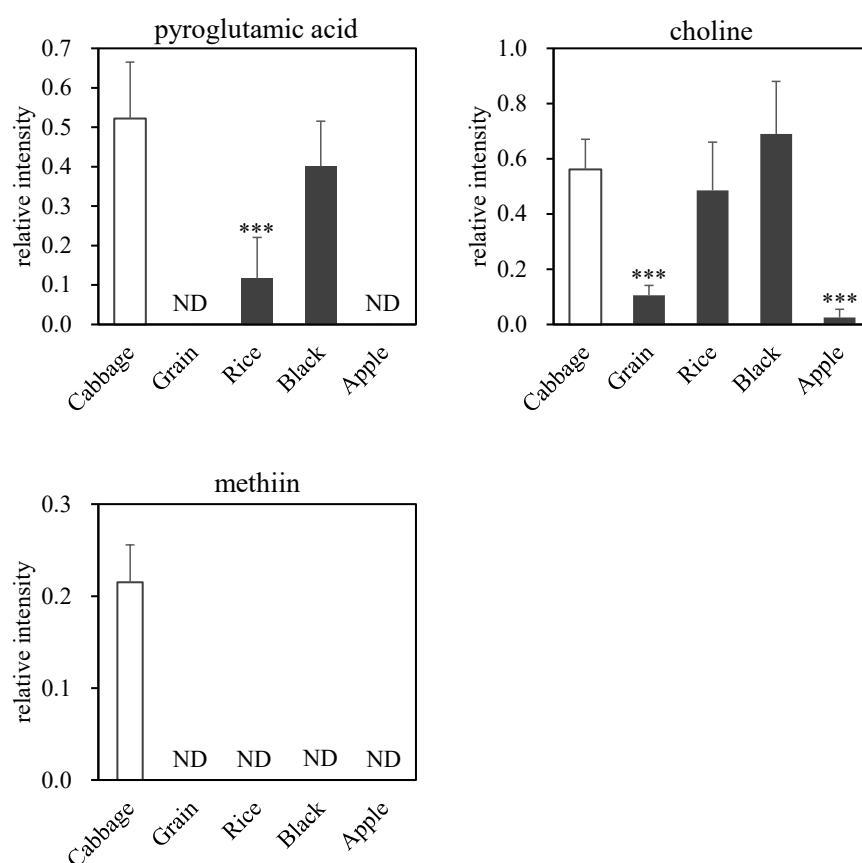 pyroglutamic acid
0.7
0.6
0.5
0.4
0.3
0.2
0.1
0.0
relative intensity
***
ND
ND
Cabbage
Grain
Rice
Black
Apple
choline
1.0
0.8
0.6
0.4
0.2
0.0
relative intensity
***
***
Cabbage
Grain
Rice
Black
Apple
methiin
0.3
0.2
0.1
0.0
relative intensity
ND
ND
ND
ND
Cabbage
Grain
Rice
Black
Apple